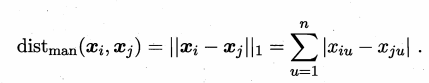 dist_man(x_i, x_j) = ||x_i − x_j||_1 = ∑_{u=1}^{n} |x_{iu} − x_{ju}| .